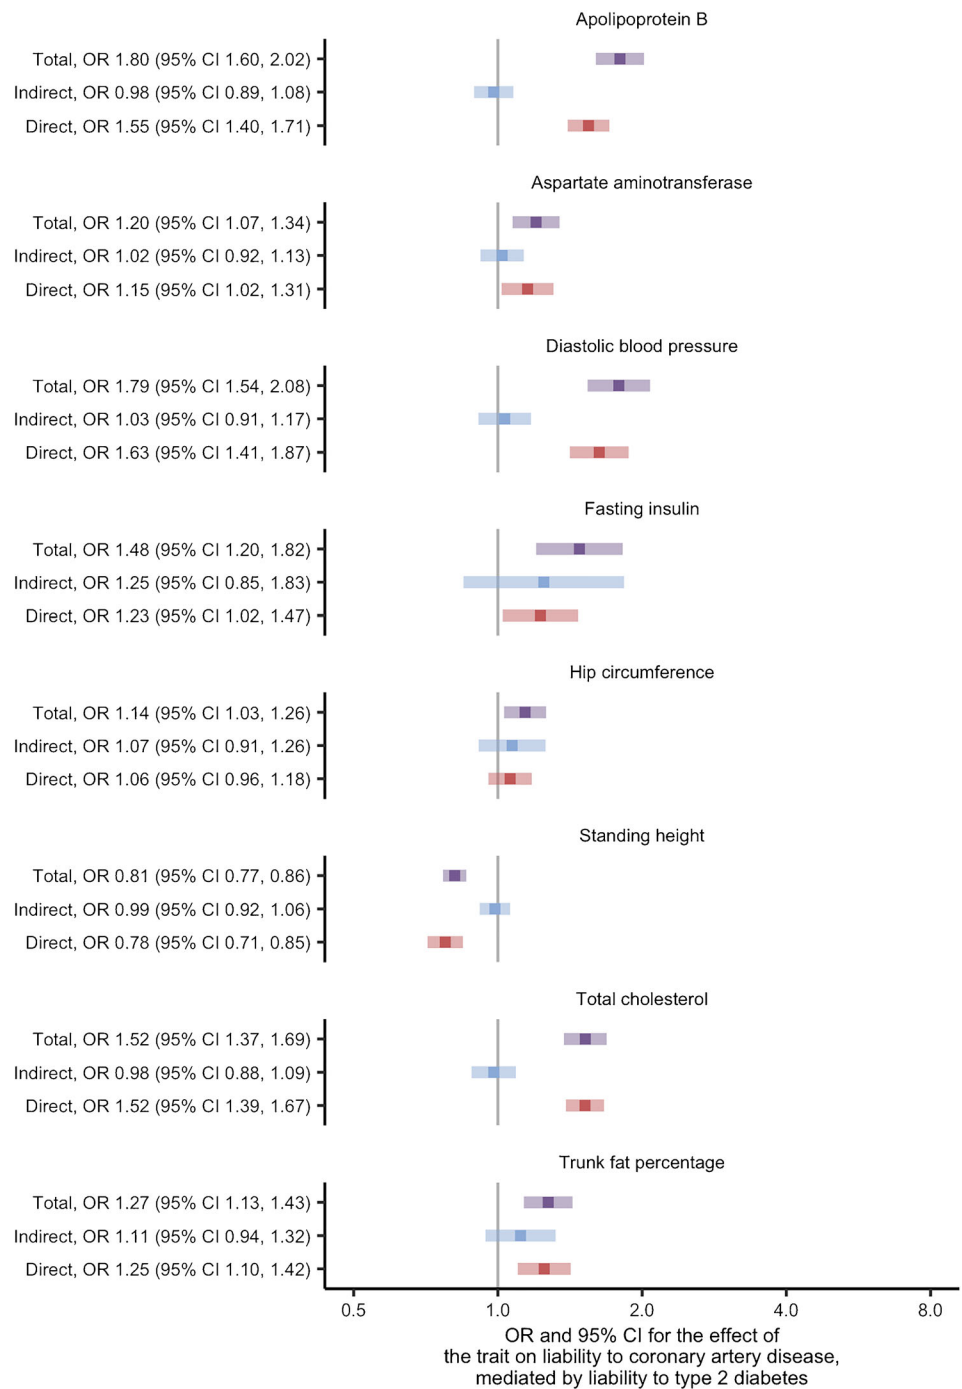 Apolipoprotein B
Total, OR 1.80 (95% CI 1.60, 2.02)
Indirect, OR 0.98 (95% CI 0.89, 1.08)
Direct, OR 1.55 (95% CI 1.40, 1.71)
Aspartate aminotransferase
Total, OR 1.20 (95% CI 1.07, 1.34)
Indirect, OR 1.02 (95% CI 0.92, 1.13)
Direct, OR 1.15 (95% CI 1.02, 1.31)
Diastolic blood pressure
Total, OR 1.79 (95% CI 1.54, 2.08)
Indirect, OR 1.03 (95% CI 0.91, 1.17)
Direct, OR 1.63 (95% CI 1.41, 1.87)
Fasting insulin
Total, OR 1.48 (95% CI 1.20, 1.82)
Indirect, OR 1.25 (95% CI 0.85, 1.83)
Direct, OR 1.23 (95% CI 1.02, 1.47)
Hip circumference
Total, OR 1.14 (95% CI 1.03, 1.26)
Indirect, OR 1.07 (95% CI 0.91, 1.26)
Direct, OR 1.06 (95% CI 0.96, 1.18)
Standing height
Total, OR 0.81 (95% CI 0.77, 0.86)
Indirect, OR 0.99 (95% CI 0.92, 1.06)
Direct, OR 0.78 (95% CI 0.71, 0.85)
Total cholesterol
Total, OR 1.52 (95% CI 1.37, 1.69)
Indirect, OR 0.98 (95% CI 0.88, 1.09)
Direct, OR 1.52 (95% CI 1.39, 1.67)
Trunk fat percentage
Total, OR 1.27 (95% CI 1.13, 1.43)
Indirect, OR 1.11 (95% CI 0.94, 1.32)
Direct, OR 1.25 (95% CI 1.10, 1.42)
0.5 1.0 2.0 4.0 8.0
OR and 95% CI for the effect of
the trait on liability to coronary artery disease,
mediated by liability to type 2 diabetes